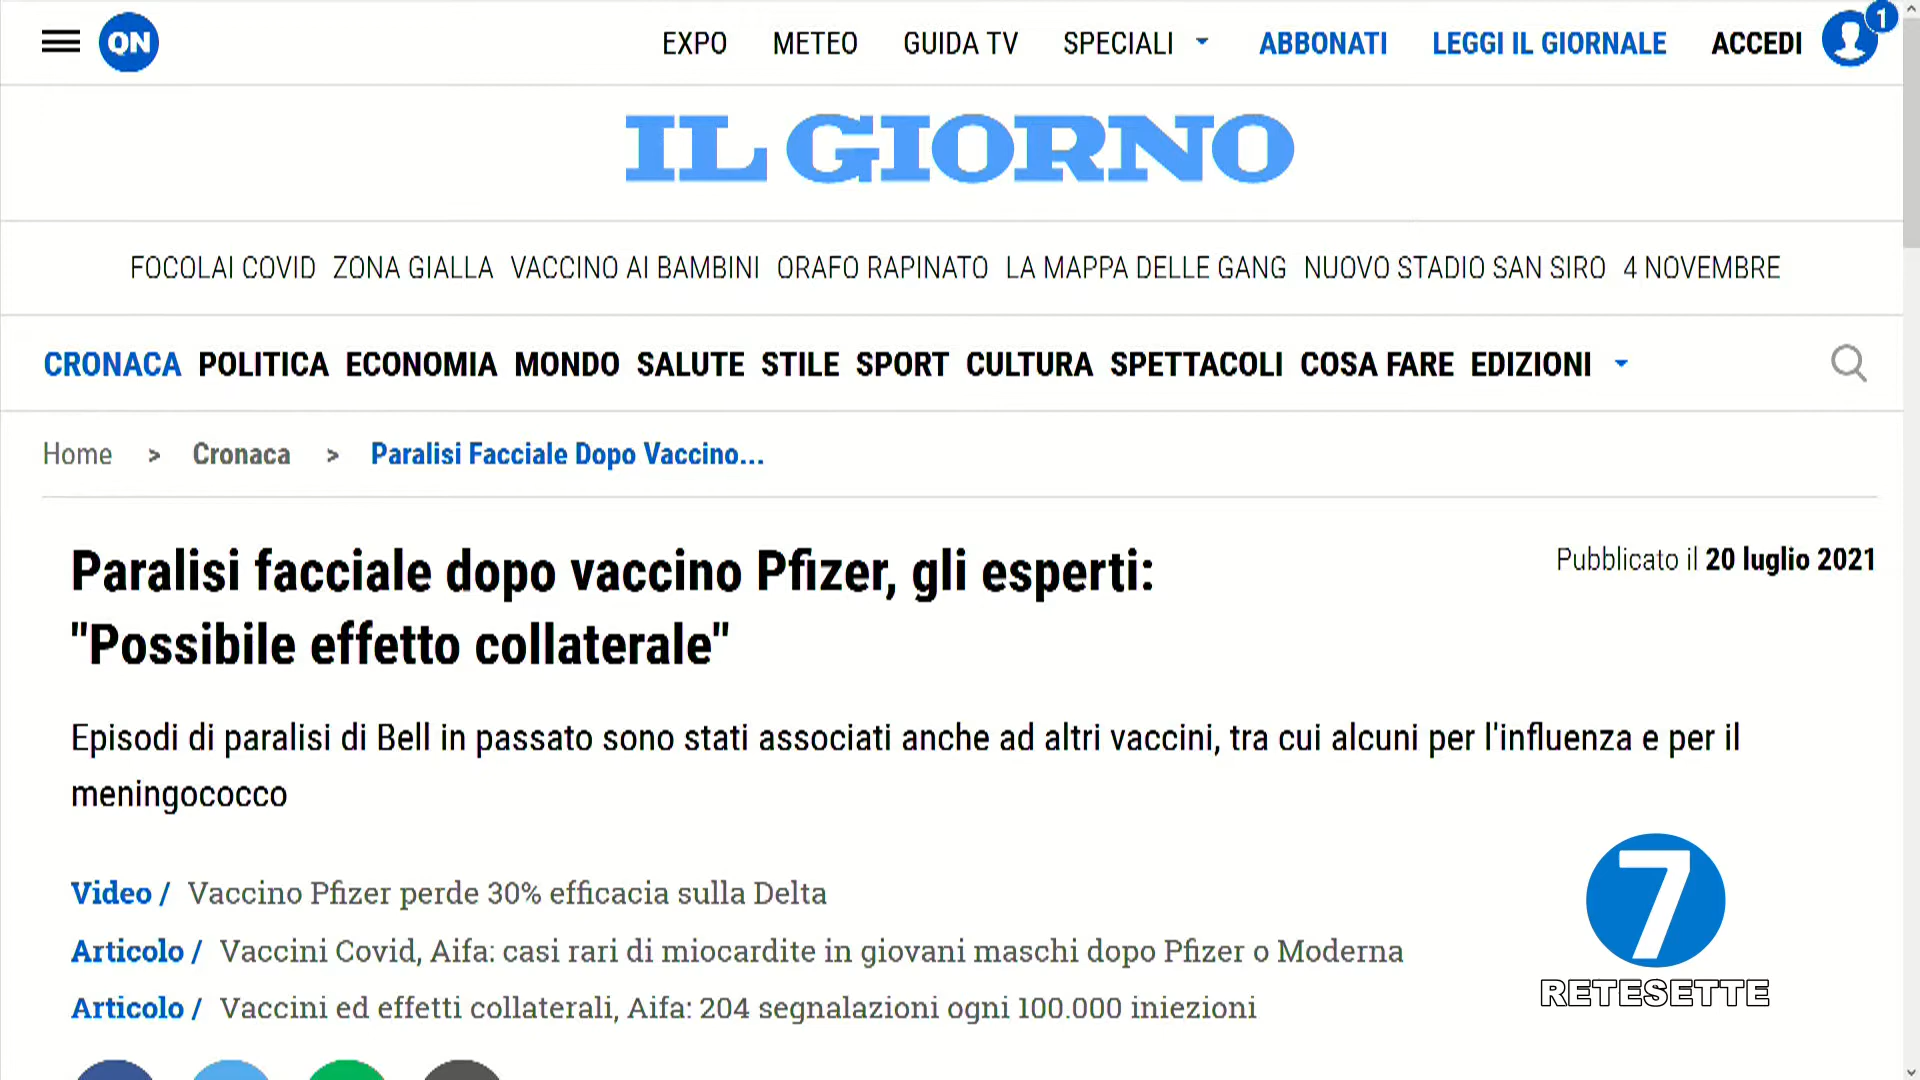 QN EXPO METEO GUIDA TV SPECIALI ABBONATI LEGGI IL GIORNALE ACCEDI 1
IL GIORNO
FOCOLAI COVID ZONA GIALLA VACCINO AI BAMBINI ORAFO RAPINATO LA MAPPA DELLE GANG NUOVO STADIO SAN SIRO 4 NOVEMBRE
CRONACA POLITICA ECONOMIA MONDO SALUTE STILE SPORT CULTURA SPETTACOLI COSA FARE EDIZIONI
Home > Cronaca > Paralisi Facciale Dopo Vaccino...
Paralisi facciale dopo vaccino Pfizer, gli esperti:
"Possibile effetto collaterale"
Pubblicato il 20 luglio 2021
Episodi di paralisi di Bell in passato sono stati associati anche ad altri vaccini, tra cui alcuni per l'influenza e per il
meningococco
Video / Vaccino Pfizer perde 30% efficacia sulla Delta
Articolo / Vaccini Covid, Aifa: casi rari di miocardite in giovani maschi dopo Pfizer o Moderna
Articolo / Vaccini ed effetti collaterali, Aifa: 204 segnalazioni ogni 100.000 iniezioni
7
RETESETTE